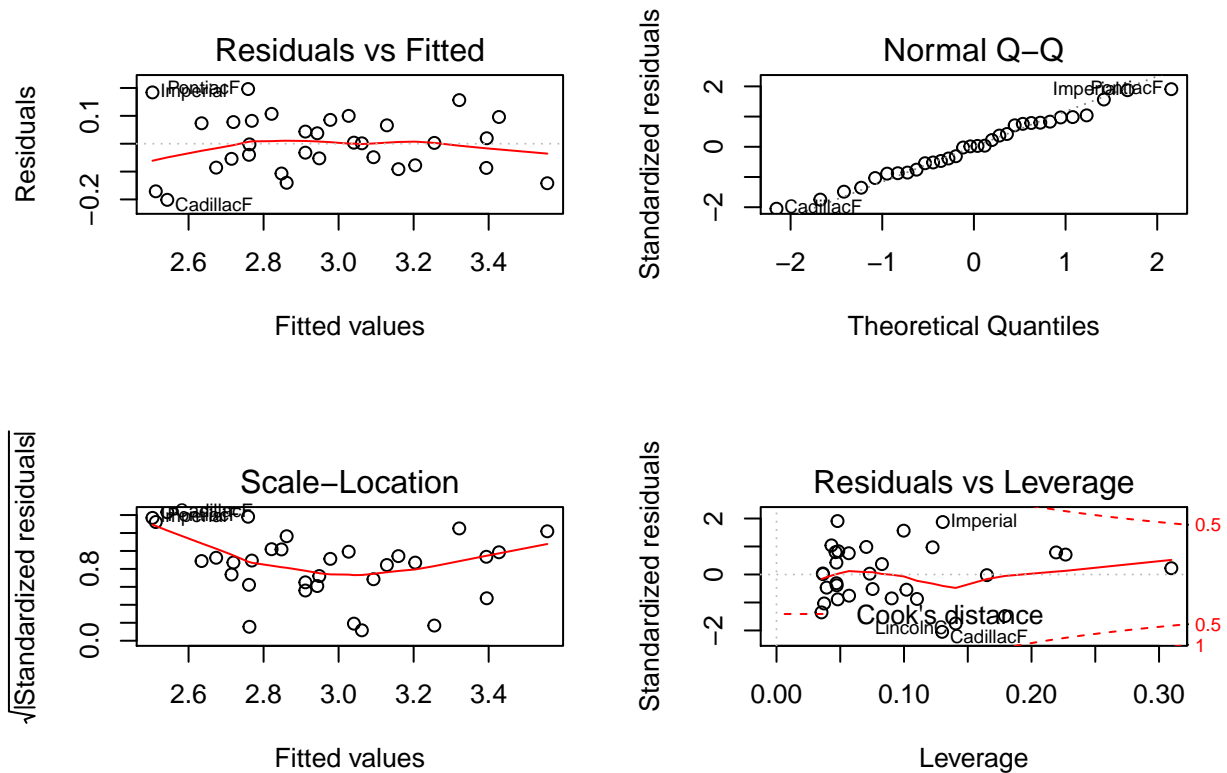 Residuals vs Fitted
Residuals
0.1
−0.2
PontiacF
Imperial
CadillacF
2.6 2.8 3.0 3.2 3.4
Fitted values
Normal Q−Q
Standardized residuals
2
0
−2
Imperial
PontiacF
CadillacF
−2 −1 0 1 2
Theoretical Quantiles
Scale−Location
√|Standardized residuals|
0.8
0.0
CadillacF
PontiacF
Imperial
2.6 2.8 3.0 3.2 3.4
Fitted values
Residuals vs Leverage
Standardized residuals
2
0
−2
Imperial
Cook's distance
Lincoln
CadillacF
0.5
0.5
1
0.00 0.10 0.20 0.30
Leverage